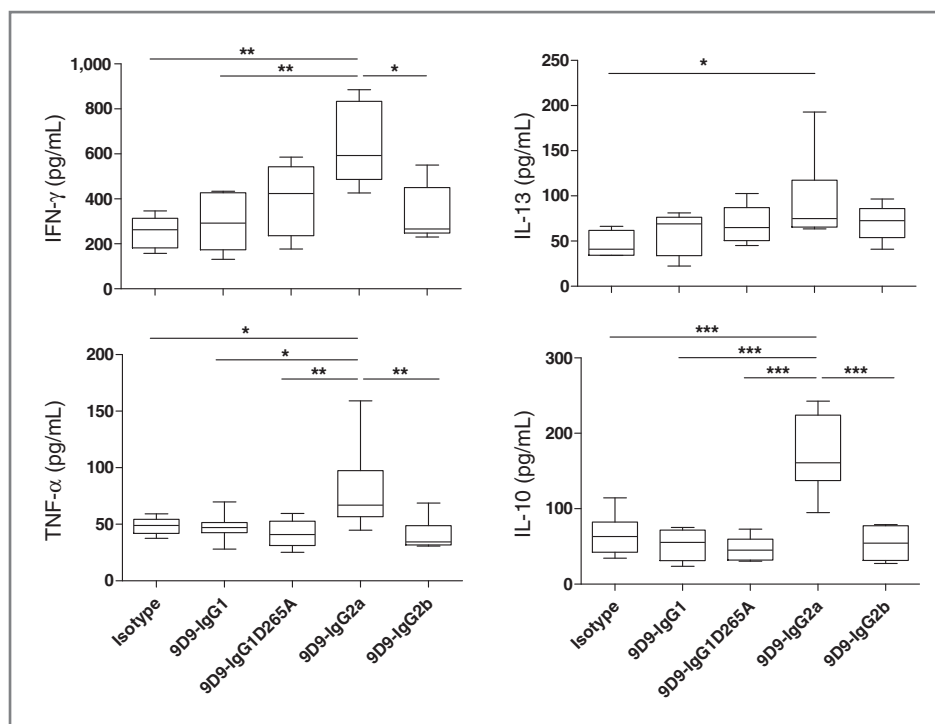 IFN-γ (pg/mL)
1,000
800
600
400
200
0
**
**
*
IL-13 (pg/mL)
250
200
150
100
50
0
*
TNF-α (pg/mL)
200
150
100
50
0
*
*
**
**
Isotype
9D9-IgG1
9D9-IgG1D265A
9D9-IgG2a
9D9-IgG2b
IL-10 (pg/mL)
300
200
100
0
***
***
***
***
Isotype
9D9-IgG1
9D9-IgG1D265A
9D9-IgG2a
9D9-IgG2b